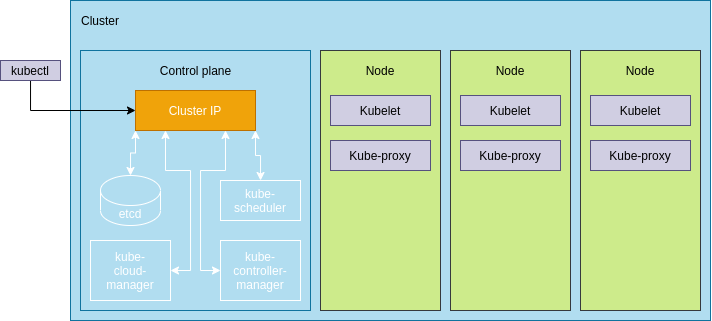 Cluster
kubectl
Control plane
Cluster IP
etcd
kube-
scheduler
kube-
cloud-
manager
kube-
controller-
manager
Node
Kubelet
Kube-proxy
Node
Kubelet
Kube-proxy
Node
Kubelet
Kube-proxy